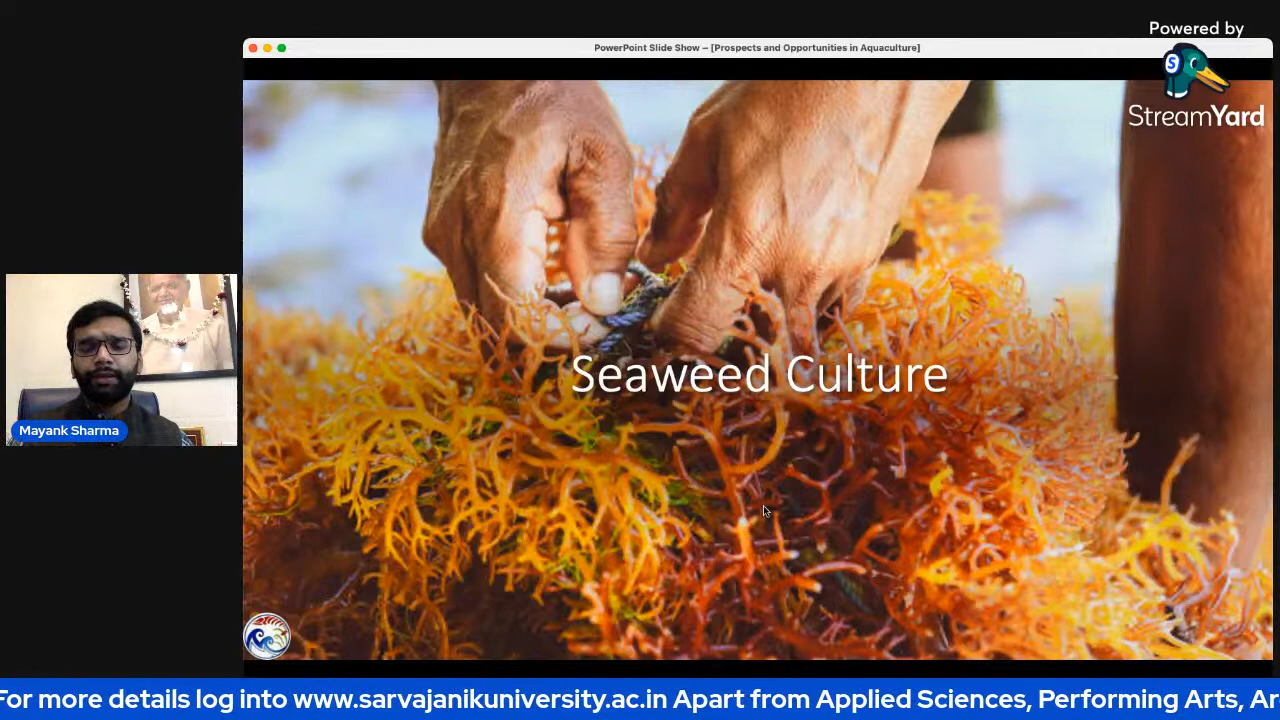 Powered by
PowerPoint Slide Show – [Prospects and Opportunities in Aquaculture]
S
StreamYard
Seaweed Culture
Mayank Sharma
For more details log into www.sarvajanikuniversity.ac.in Apart from Applied Sciences, Performing Arts, Ar